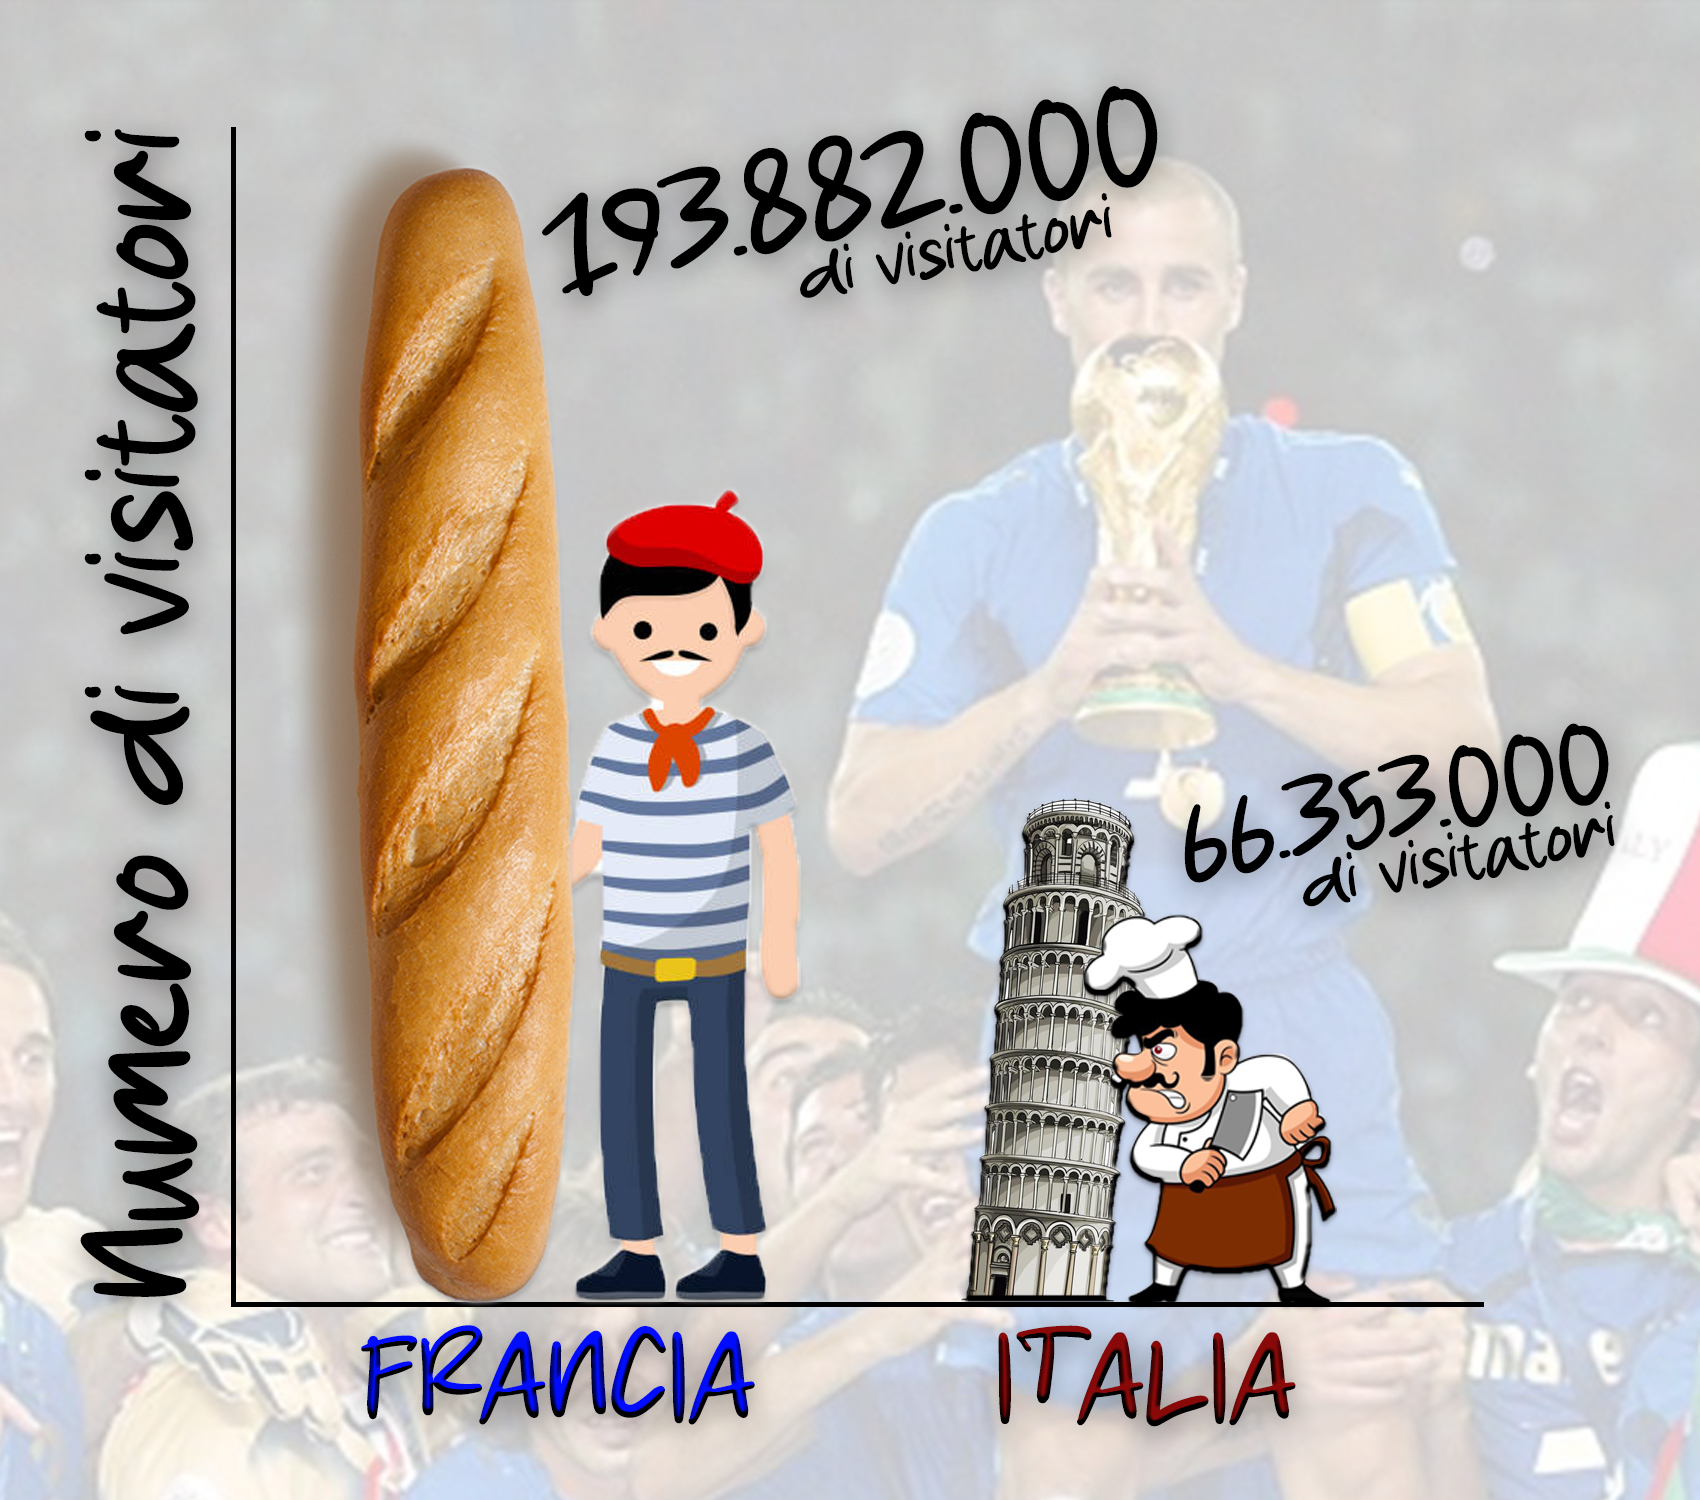 Numero di visitatori
193.882.000
di visitatori
66.353.000
di visitatori
FRANCIA
ITALIA